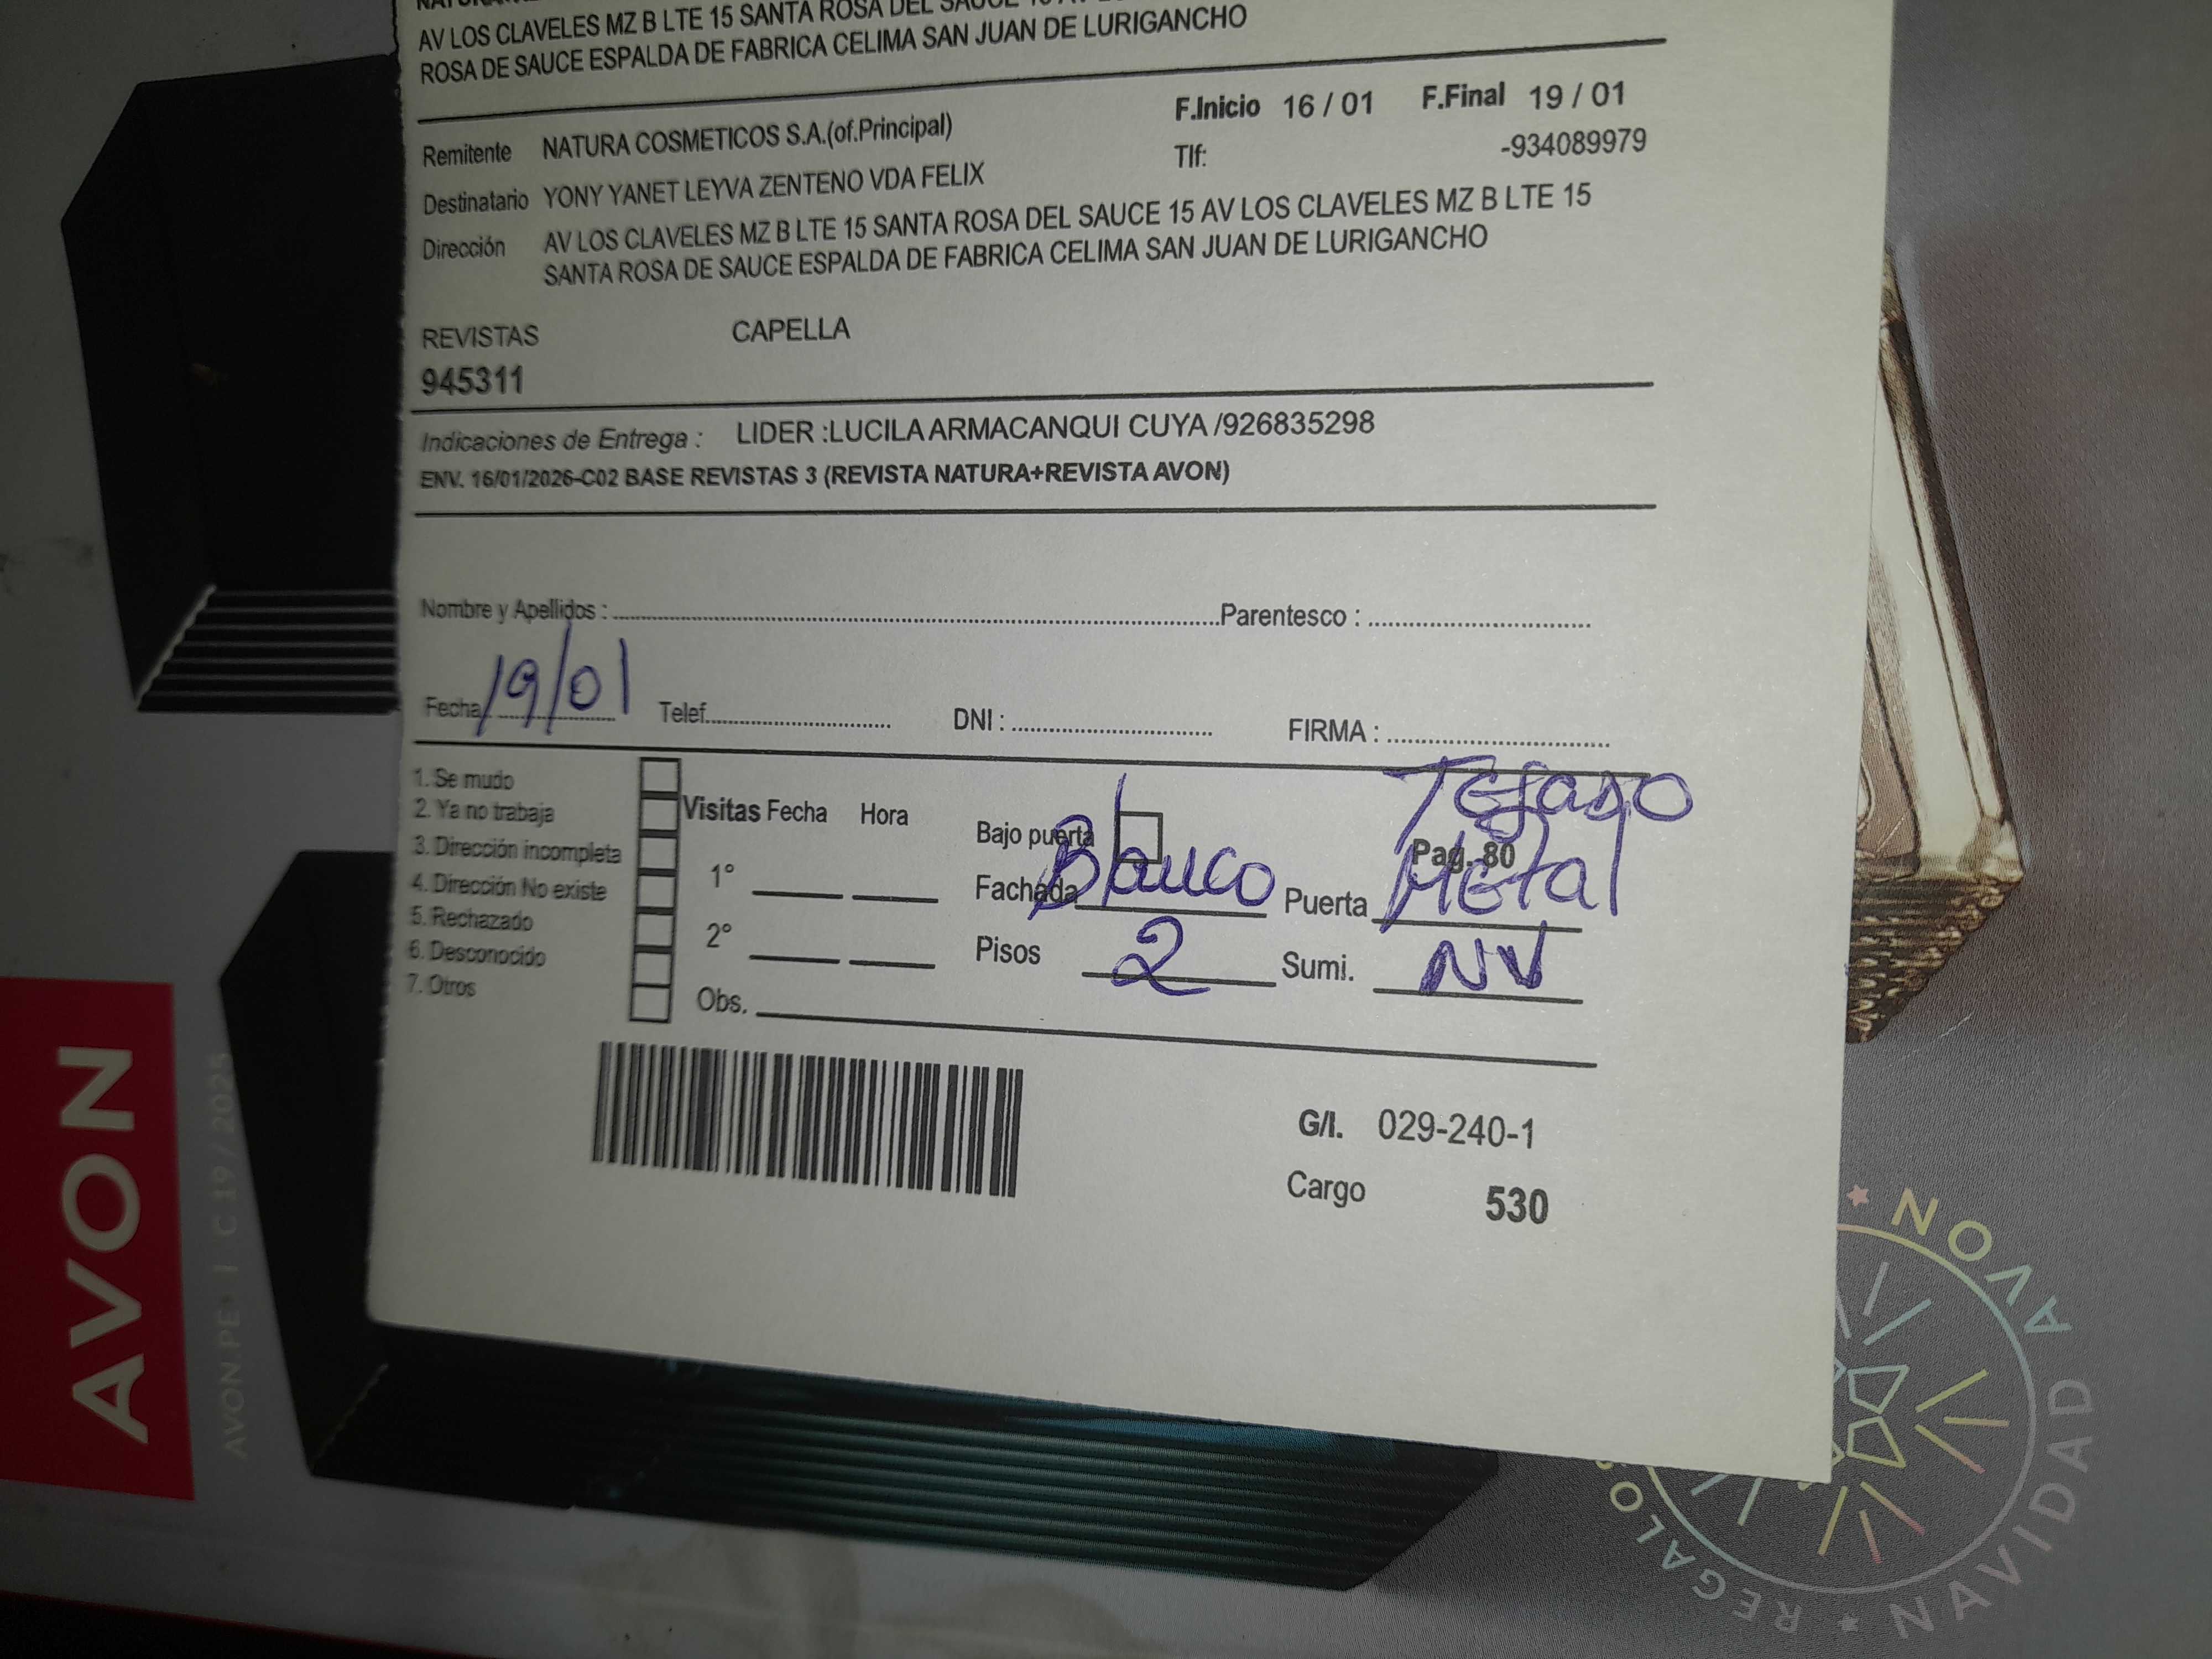 AV LOS CLAVELES MZ B LTE 15 SANTA ROSA DEL SAUCE
ROSA DE SAUCE ESPALDA DE FABRICA CELIMA SAN JUAN DE LURIGANCHO
F.Inicio 16 / 01 F.Final 19 / 01
Remitente NATURA COSMETICOS S.A.(of.Principal)
Tlf: -934089979
Destinatario YONY YANET LEYVA ZENTENO VDA FELIX
Dirección AV LOS CLAVELES MZ B LTE 15 SANTA ROSA DEL SAUCE 15 AV LOS CLAVELES MZ B LTE 15
SANTA ROSA DE SAUCE ESPALDA DE FABRICA CELIMA SAN JUAN DE LURIGANCHO
REVISTAS CAPELLA
945311
Indicaciones de Entrega : LIDER :LUCILA ARMACANQUI CUYA /926835298
ENV. 16/01/2026-C02 BASE REVISTAS 3 (REVISTA NATURA+REVISTA AVON)
Nombre y Apellidos : Parentesco :
Fecha 19/01 Telef. DNI : FIRMA :
1. Se mudo
2. Ya no trabaja
3. Dirección incompleta
4. Dirección No existe
5. Rechazado
6. Desconocido
7. Otros
Visitas Fecha Hora
1°
2°
Obs.
Bajo puerta Pag. 80
Fachada Blanco Puerta Metal
Pisos 2 Sumi. NV
G/I. 029-240-1
Cargo 530
AVON
AVON.PE | C 19 / 2025
AVON
REGALO
NAVIDAD